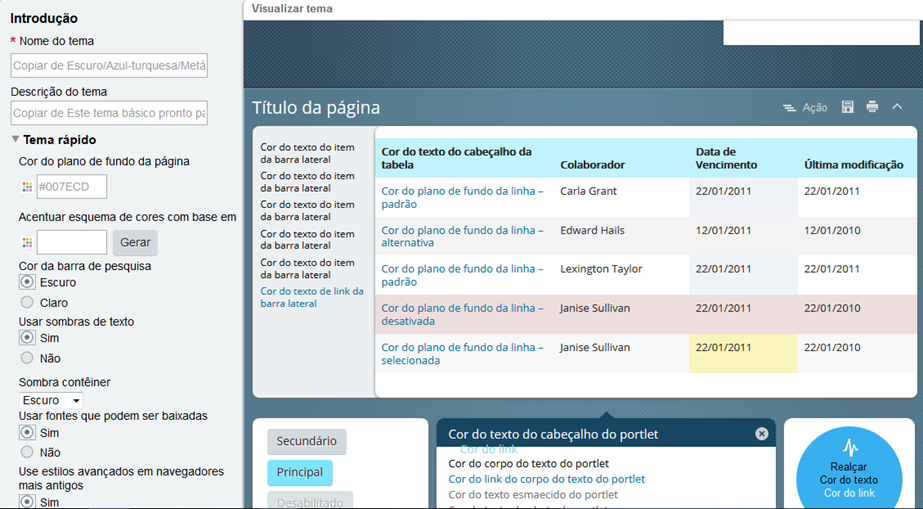 Introdução
* Nome do tema
Copiar de Escuro/Azul-turquesa/Metá
Descrição do tema
Copiar de Este tema básico pronto pa
Tema rápido
Cor do plano de fundo da página
#007ECD
Acentuar esquema de cores com base em
Gerar
Cor da barra de pesquisa
Escuro
Claro
Usar sombras de texto
Sim
Não
Sombra contêiner
Escuro
Usar fontes que podem ser baixadas
Sim
Não
Use estilos avançados em navegadores
mais antigos
Sim
Visualizar tema
Título da página
Ação
Cor do texto do item
da barra lateral
Cor do texto do item
da barra lateral
Cor do texto do item
da barra lateral
Cor do texto do item
da barra lateral
Cor do texto do item
da barra lateral
Cor do texto de link da
barra lateral
Cor do texto do cabeçalho da
tabela
Colaborador
Data de
Vencimento
Última modificação
Cor do plano de fundo da linha –
padrão
Carla Grant
22/01/2011
22/01/2011
Cor do plano de fundo da linha –
alternativa
Edward Hails
12/01/2011
12/01/2010
Cor do plano de fundo da linha –
padrão
Lexington Taylor
22/01/2011
22/01/2011
Cor do plano de fundo da linha –
desativada
Janise Sullivan
22/01/2011
22/01/2010
Cor do plano de fundo da linha –
selecionada
Janise Sullivan
22/01/2011
22/01/2010
Secundário
Principal
Desabilitado
Cor do texto do cabeçalho do portlet
Cor do link
Cor do corpo do texto do portlet
Cor do link do corpo do texto do portlet
Cor do texto esmaecido do portlet
Realçar
Cor do texto
Cor do link